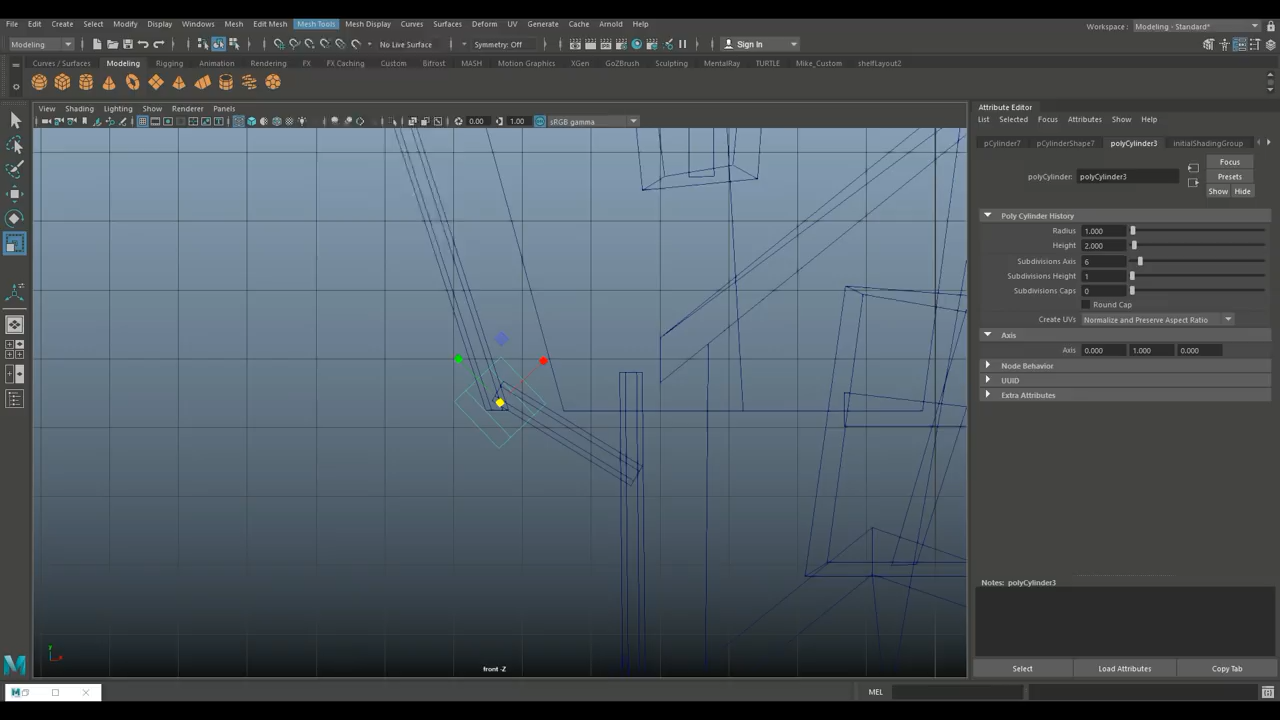 File Edit Create Select Modify Display Windows Mesh Edit Mesh Mesh Tools Mesh Display Curves Surfaces Deform UV Generate Cache Arnold Help
Workspace : Modeling - Standard*
Modeling No Live Surface Symmetry: Off Sign In
Curves / Surfaces Modeling Rigging Animation Rendering FX FX Caching Custom Bifrost MASH Motion Graphics XGen GoZBrush Sculpting MentalRay TURTLE Mike_Custom shelfLayout2
View Shading Lighting Show Renderer Panels
0.00 1.00 sRGB gamma
front -Z
Attribute Editor
List Selected Focus Attributes Show Help
pCylinder7 pCylinderShape7 polyCylinder3 initialShadingGroup
polyCylinder: polyCylinder3
Focus
Presets
Show Hide
Poly Cylinder History
Radius 1.000
Height 2.000
Subdivisions Axis 6
Subdivisions Height 1
Subdivisions Caps 0
Round Cap
Create UVs Normalize and Preserve Aspect Ratio
Axis
Axis 0.000 1.000 0.000
Node Behavior
UUID
Extra Attributes
Notes: polyCylinder3
Select Load Attributes Copy Tab
MEL